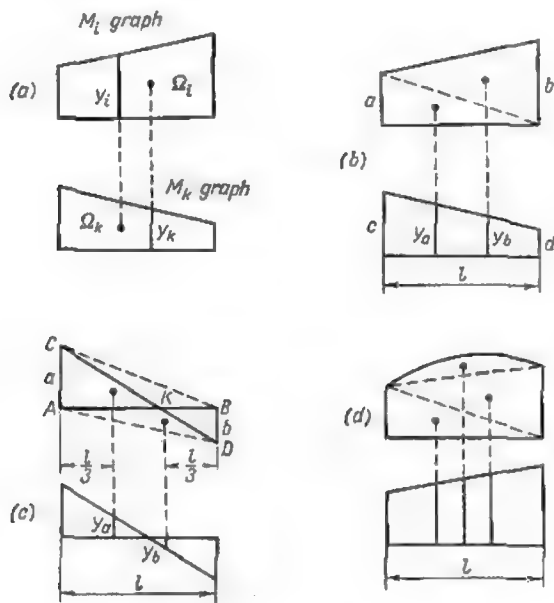 M_i graph
(a)
y_i
Ω_i
M_k graph
Ω_k
y_k
(b)
a
b
c
y_a
y_b
d
l
(c)
C
a
A
K
B
b
D
l/3
l/3
y_a
y_b
l
(d)
l